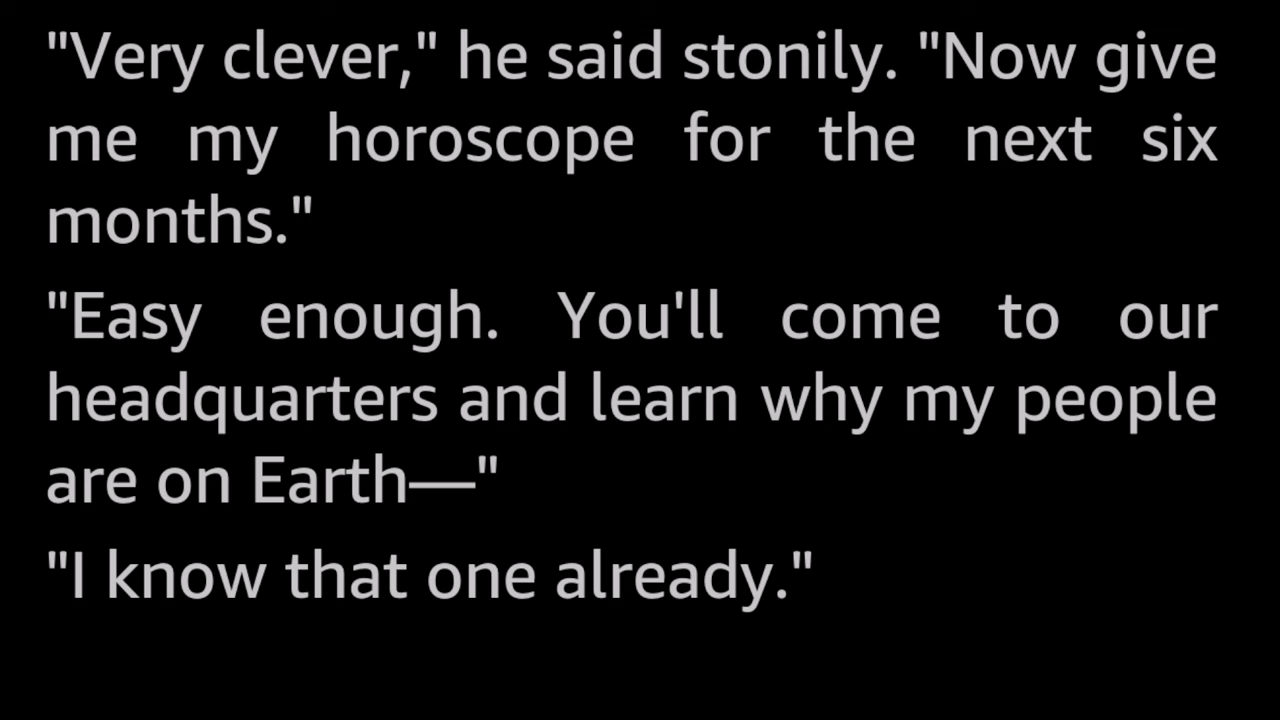 "Very clever," he said stonily. "Now give
me my horoscope for the next six
months."
"Easy enough. You'll come to our
headquarters and learn why my people
are on Earth—"
"I know that one already."